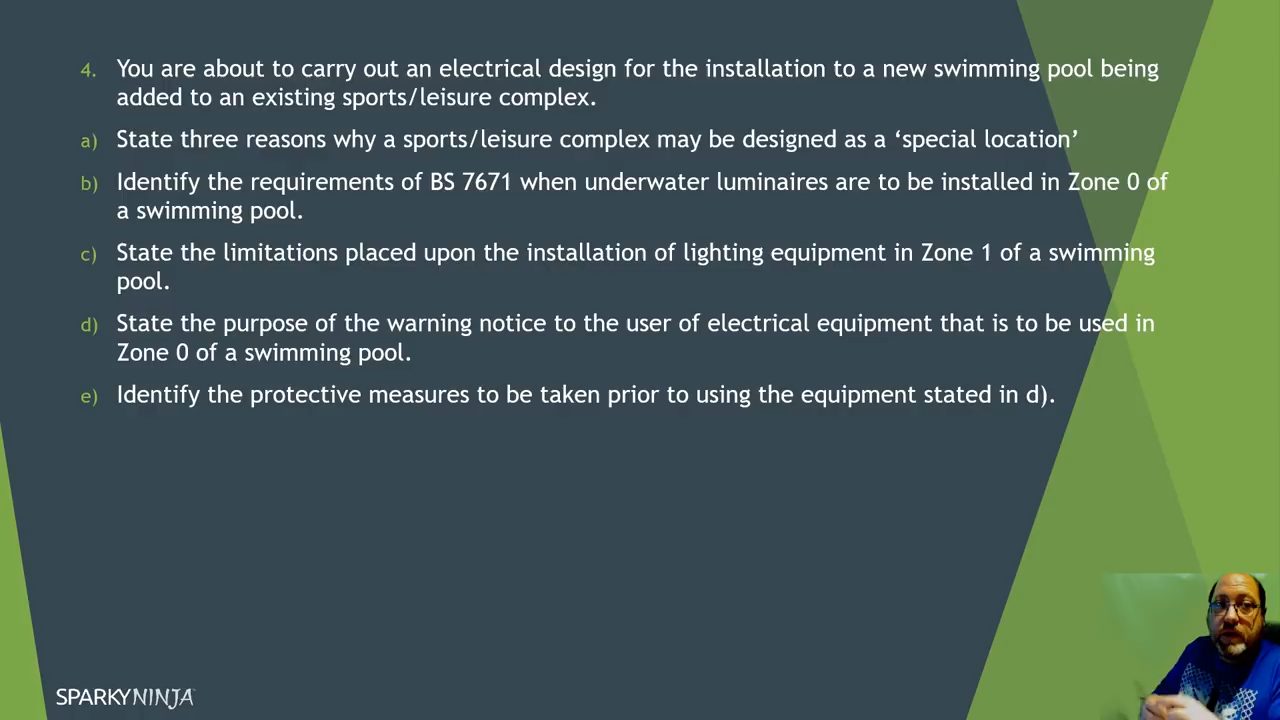 4. You are about to carry out an electrical design for the installation to a new swimming pool being
added to an existing sports/leisure complex.
a) State three reasons why a sports/leisure complex may be designed as a ‘special location’
b) Identify the requirements of BS 7671 when underwater luminaires are to be installed in Zone 0 of
a swimming pool.
c) State the limitations placed upon the installation of lighting equipment in Zone 1 of a swimming
pool.
d) State the purpose of the warning notice to the user of electrical equipment that is to be used in
Zone 0 of a swimming pool.
e) Identify the protective measures to be taken prior to using the equipment stated in d).
SPARKYNINJA